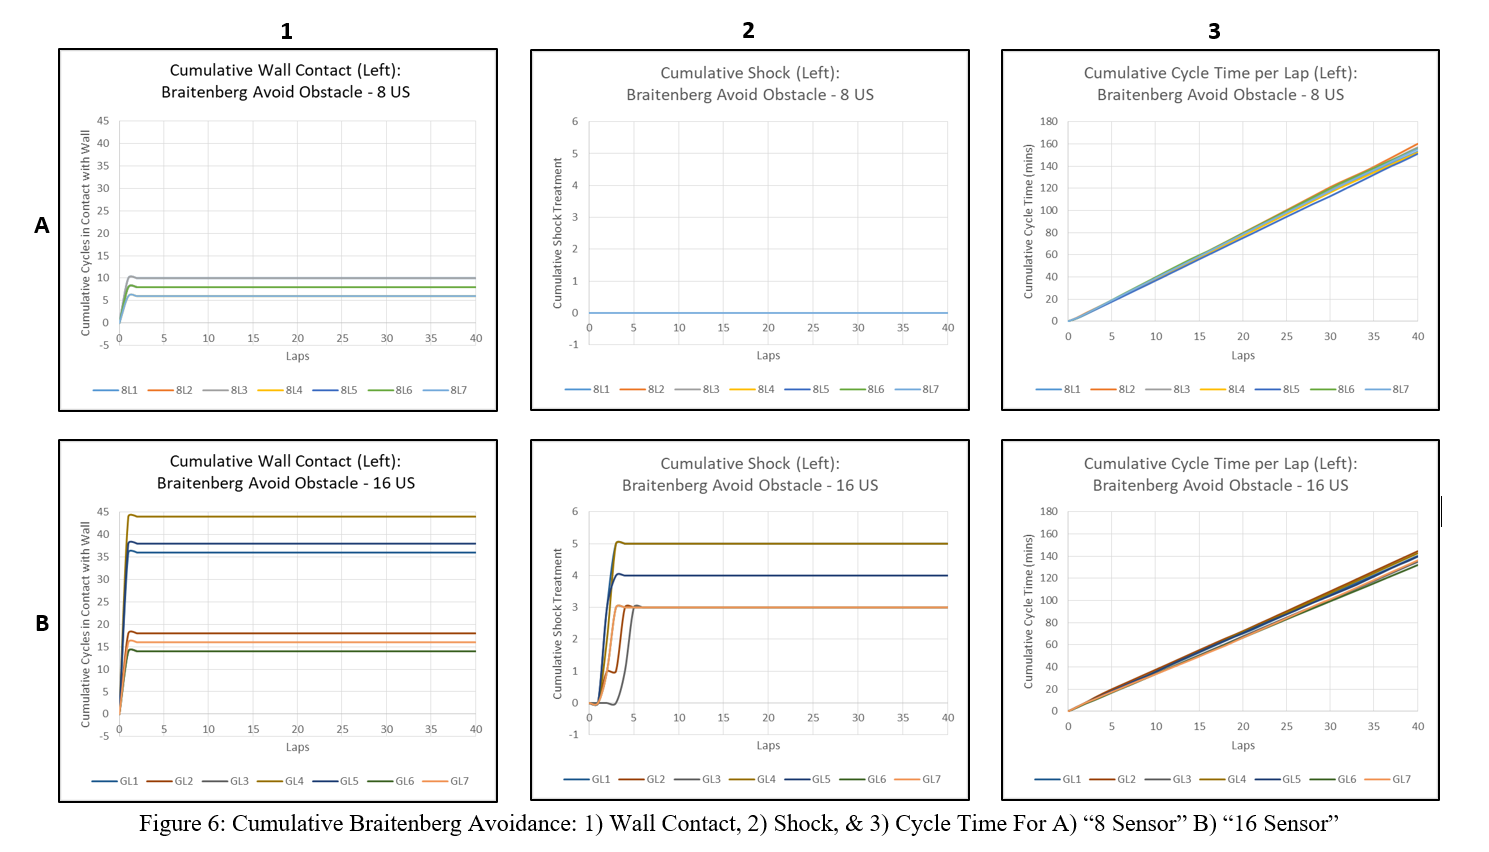 1
2
3
A
Cumulative Wall Contact (Left):
Braitenberg Avoid Obstacle - 8 US
Cumulative Cycles in Contact with Wall
45
40
35
30
25
20
15
10
5
0
-5
0 5 10 15 20 25 30 35 40
Laps
8L1 8L2 8L3 8L4 8L5 8L6 8L7
Cumulative Shock (Left):
Braitenberg Avoid Obstacle - 8 US
Cumulative Shock Treatment
6
5
4
3
2
1
0
-1
0 5 10 15 20 25 30 35 40
Laps
8L1 8L2 8L3 8L4 8L5 8L6 8L7
Cumulative Cycle Time per Lap (Left):
Braitenberg Avoid Obstacle - 8 US
Cumulative Cycle Time (mins)
180
160
140
120
100
80
60
40
20
0
0 5 10 15 20 25 30 35 40
Laps
8L1 8L2 8L3 8L4 8L5 8L6 8L7
B
Cumulative Wall Contact (Left):
Braitenberg Avoid Obstacle - 16 US
Cumulative Cycles in Contact with Wall
45
40
35
30
25
20
15
10
5
0
-5
0 5 10 15 20 25 30 35 40
Laps
GL1 GL2 GL3 GL4 GL5 GL6 GL7
Cumulative Shock (Left):
Braitenberg Avoid Obstacle - 16 US
Cumulative Shock Treatment
6
5
4
3
2
1
0
-1
0 5 10 15 20 25 30 35 40
Laps
GL1 GL2 GL3 GL4 GL5 GL6 GL7
Cumulative Cycle Time per Lap (Left):
Braitenberg Avoid Obstacle - 16 US
Cumulative Cycle Time (mins)
180
160
140
120
100
80
60
40
20
0
0 5 10 15 20 25 30 35 40
Laps
GL1 GL2 GL3 GL4 GL5 GL6 GL7
Figure 6: Cumulative Braitenberg Avoidance: 1) Wall Contact, 2) Shock, & 3) Cycle Time For A) “8 Sensor” B) “16 Sensor”